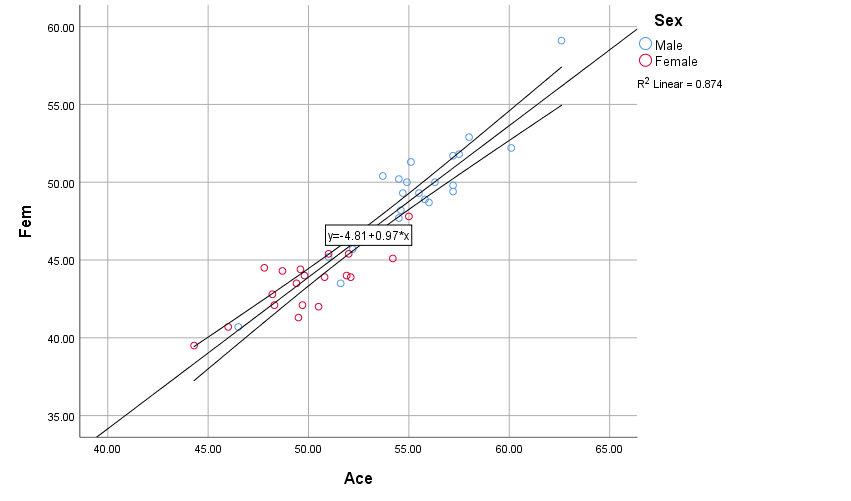 60.00
55.00
50.00
45.00
40.00
35.00
Fem
y=-4.81+0.97*x
40.00 45.00 50.00 55.00 60.00 65.00
Ace
Sex
Male
Female
R2 Linear = 0.874